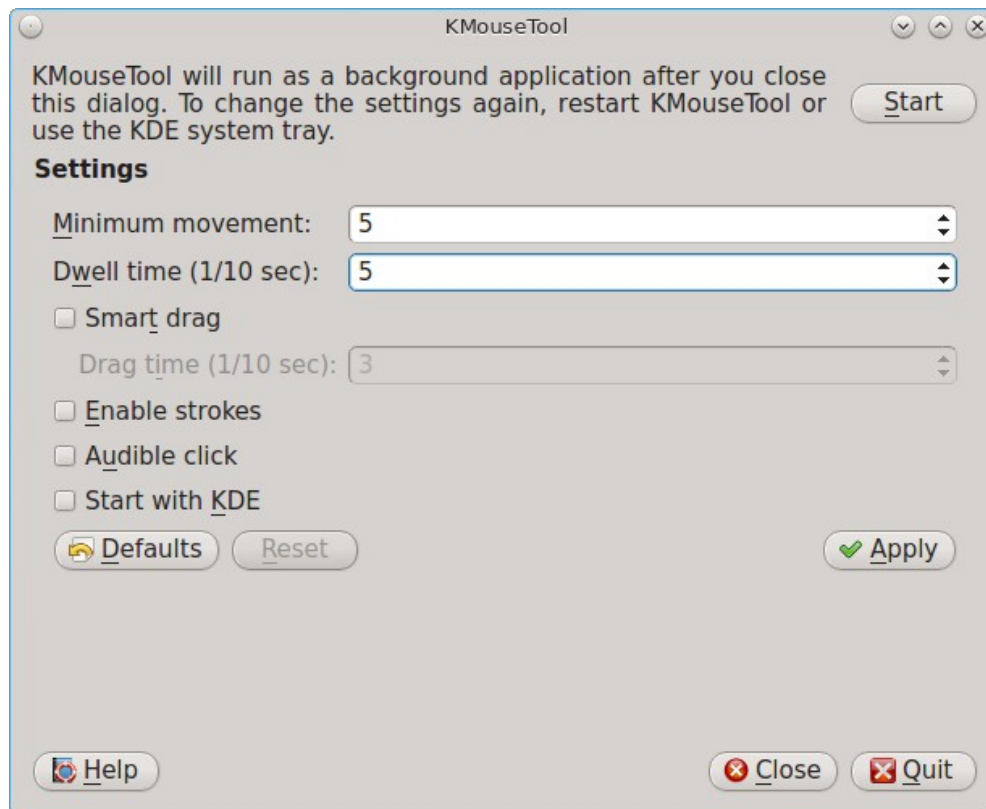 KMouseTool
KMouseTool will run as a background application after you close
this dialog. To change the settings again, restart KMouseTool or
use the KDE system tray.
Start
Settings
Minimum movement: 5
Dwell time (1/10 sec): 5
Smart drag
Drag time (1/10 sec): 3
Enable strokes
Audible click
Start with KDE
Defaults Reset Apply
Help Close Quit